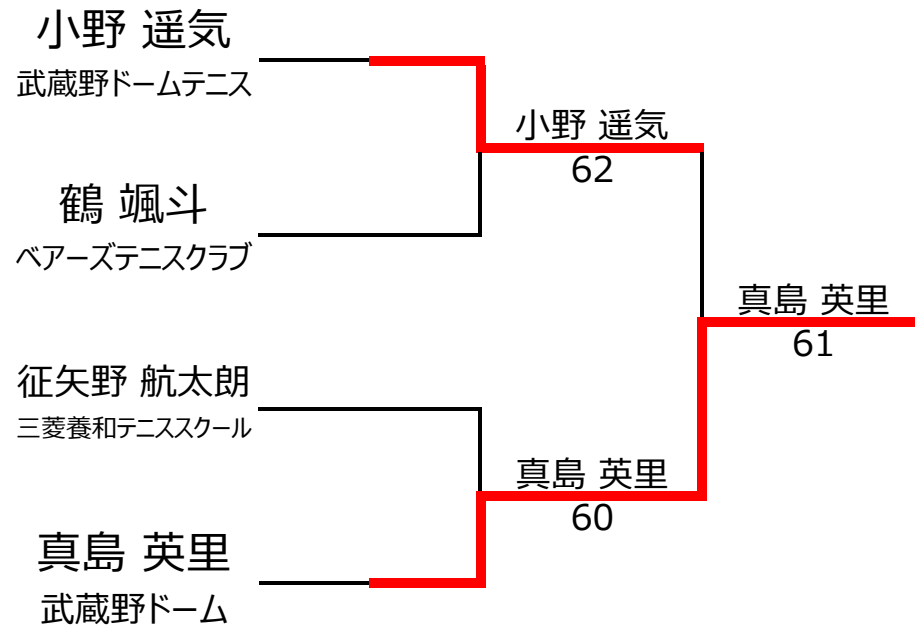 小野 遥気
武蔵野ドームテニス
鶴 颯斗
ベアーズテニスクラブ
征矢野 航太朗
三菱養和テニススクール
真島 英里
武蔵野ドーム
小野 遥気
62
真島 英里
60
真島 英里
61